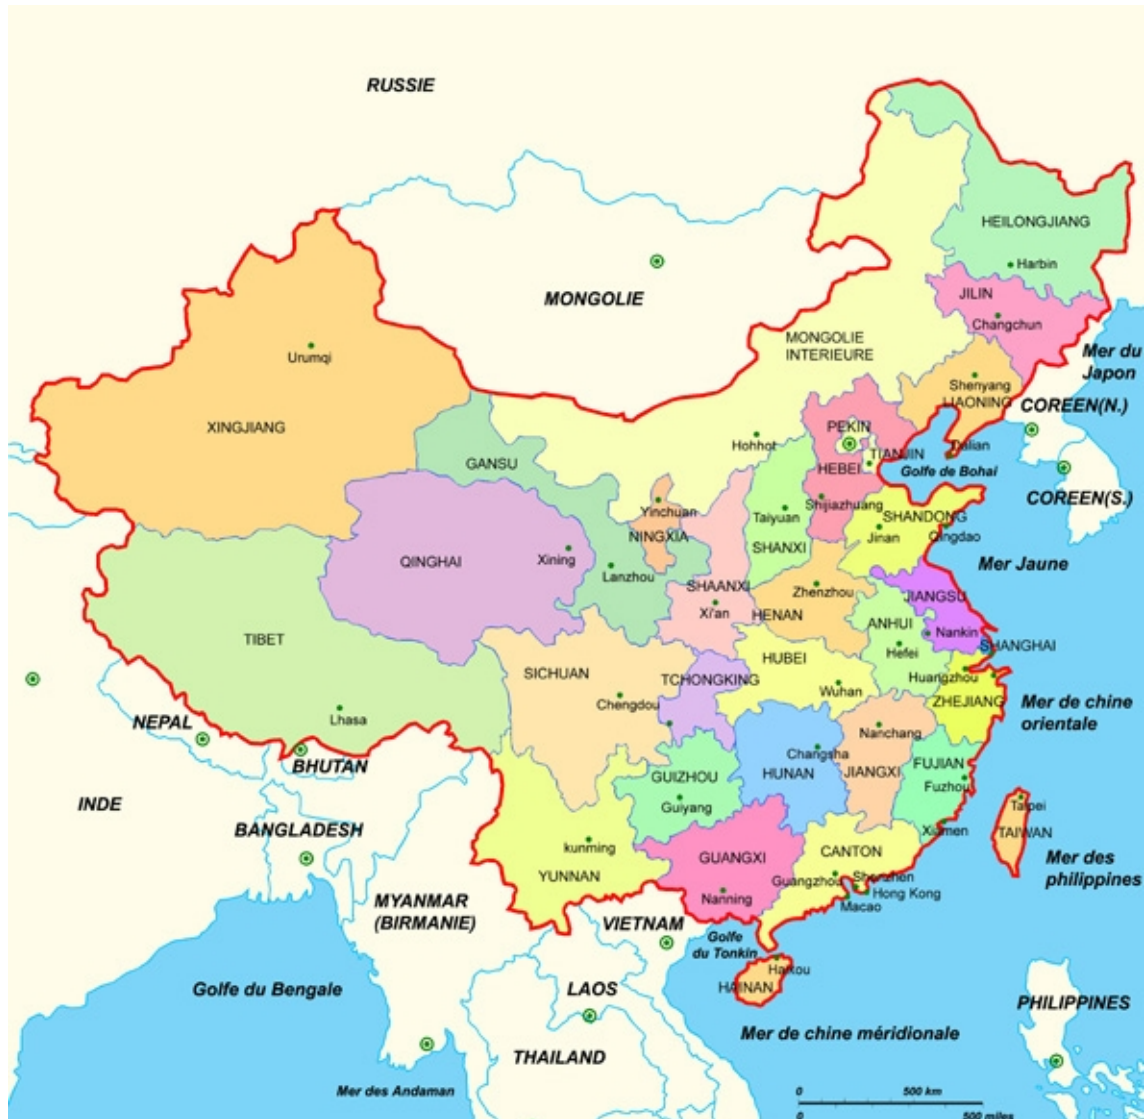 RUSSIE
HEILONGJIANG
Harbin
MONGOLIE
JILIN
Changchun
MONGOLIE
INTERIEURE
Urumqi
Mer du
Japon
Shenyang
LIAONING
COREEN(N.)
XINGJIANG
PEKIN
Hohhot
Dalian
TIANJIN
GANSU
HEBEI
Golfe de Bohai
COREEN(S.)
Shijiazhuang
Yinchuan
Taiyuan
SHANDONG
Jinan
Qingdao
NINGXIA
SHANXI
QINGHAI
Xining
Mer Jaune
Lanzhou
SHAANXI
Zhenzhou
JIANGSU
Xi'an
HENAN
ANHUI
Nankin
TIBET
SHANGHAI
Hefei
HUBEI
SICHUAN
TCHONGKING
Huangzhou
Wuhan
Chengdou
ZHEJIANG
Mer de chine
orientale
Lhasa
NEPAL
Nanchang
Changsha
BHUTAN
GUIZHOU
HUNAN
JIANGXI
FUJIAN
Fuzhou
INDE
Guiyang
Taipei
BANGLADESH
Xiamen
TAIWAN
kunming
CANTON
GUANGXI
Mer des
philippines
YUNNAN
Guangzhou
Shenzhen
Hong Kong
MYANMAR
(BIRMANIE)
Nanning
Macao
VIETNAM
Golfe
du Tonkin
Haikou
Golfe du Bengale
LAOS
HAINAN
PHILIPPINES
Mer de chine méridionale
THAILAND
Mer des Andaman
0 500 km
0 500 miles